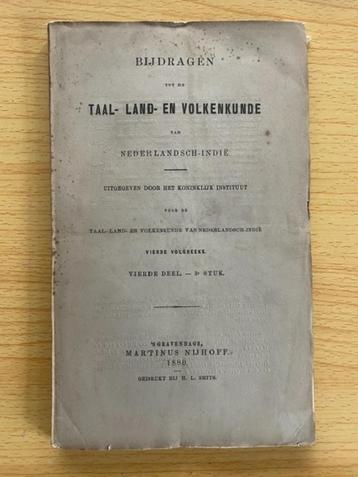 BIJDRAGEN
TOT DE
TAAL- LAND- EN VOLKENKUNDE
VAN
NEDERLANDSCH-INDIË.
UITGEGEVEN DOOR HET KONINKLIJK INSTITUUT
VOOR DE
TAAL- LAND- EN VOLKENKUNDE VAN NEDERLANDSCH-INDIË
VIERDE VOLGREEKS.
VIERDE DEEL. — 3e STUK.
'SGRAVENHAGE,
MARTINUS NIJHOFF.
1880.
GEDRUKT BIJ H. L. SMITS.